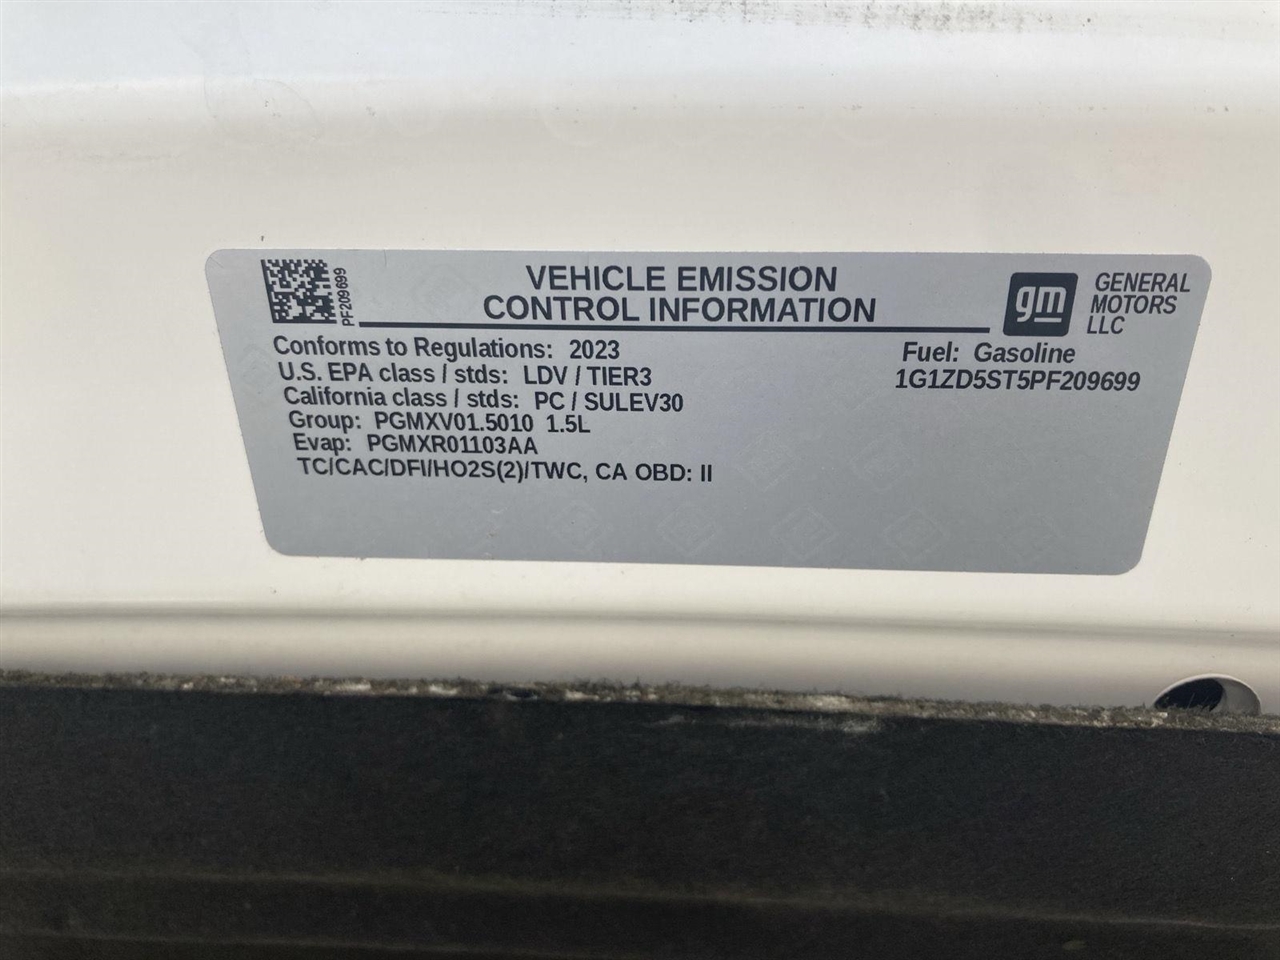 PF209699
VEHICLE EMISSION
CONTROL INFORMATION
gm
GENERAL
MOTORS
LLC
Conforms to Regulations: 2023
U.S. EPA class / stds: LDV / TIER3
California class / stds: PC / SULEV30
Group: PGMXV01.5010 1.5L
Evap: PGMXR01103AA
TC/CAC/DFI/HO2S(2)/TWC, CA OBD: II
Fuel: Gasoline
1G1ZD5ST5PF209699